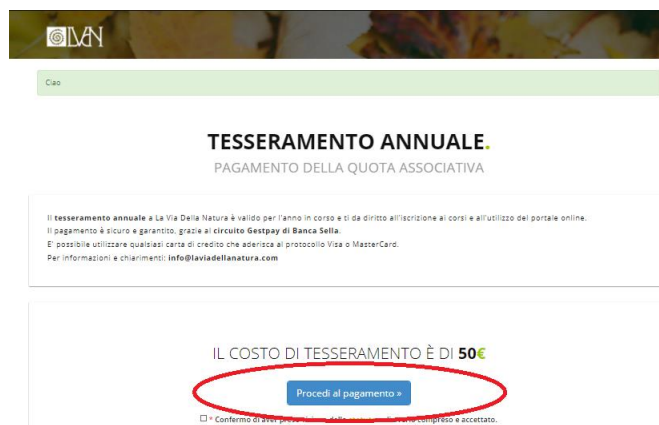 LVDN
Ciao
TESSERAMENTO ANNUALE.
PAGAMENTO DELLA QUOTA ASSOCIATIVA
Il tesseramento annuale a La Via Della Natura è valido per l'anno in corso e ti da diritto all'iscrizione ai corsi e all'utilizzo del portale online.
Il pagamento è sicuro e garantito, grazie al circuito Gestpay di Banca Sella.
E' possibile utilizzare qualsiasi carta di credito che aderisca al protocollo Visa o MasterCard.
Per informazioni e chiarimenti: info@laviadellanatura.com
IL COSTO DI TESSERAMENTO È DI 50€
Procedi al pagamento »
* Confermo di aver preso compreso e accettato.